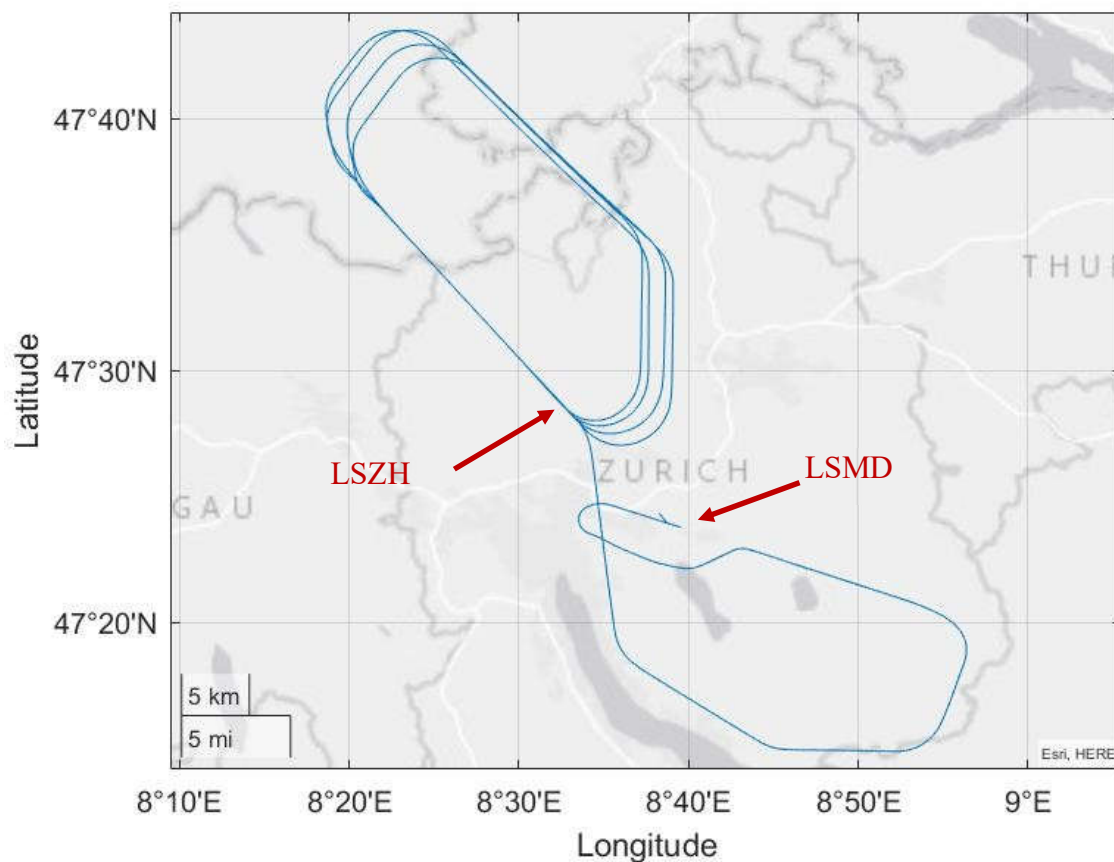 47°40'N
THUR
47°30'N
Latitude
LSZH
ZURICH
LSMD
GAU
47°20'N
5 km
5 mi
Esri, HERE
8°10'E
8°20'E
8°30'E
8°40'E
8°50'E
9°E
Longitude